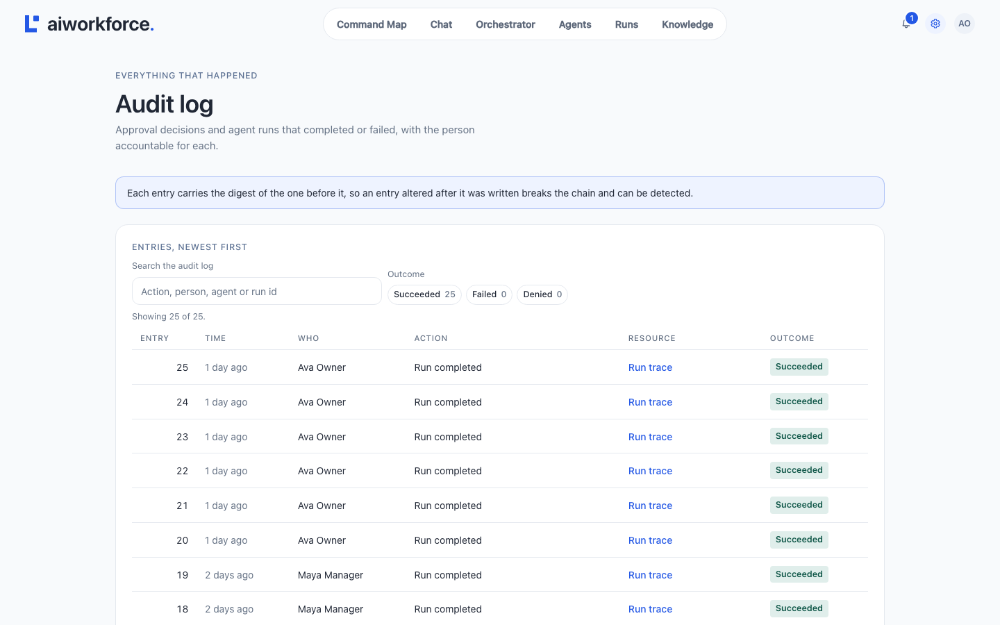 aiworkforce.
Command Map
Chat
Orchestrator
Agents
Runs
Knowledge
1
AO
EVERYTHING THAT HAPPENED
Audit log
Approval decisions and agent runs that completed or failed, with the person
accountable for each.
Each entry carries the digest of the one before it, so an entry altered after it was written breaks the chain and can be detected.
ENTRIES, NEWEST FIRST
Search the audit log
Action, person, agent or run id
Outcome
Succeeded 25
Failed 0
Denied 0
Showing 25 of 25.
ENTRY TIME WHO ACTION RESOURCE OUTCOME
25 1 day ago Ava Owner Run completed Run trace Succeeded
24 1 day ago Ava Owner Run completed Run trace Succeeded
23 1 day ago Ava Owner Run completed Run trace Succeeded
22 1 day ago Ava Owner Run completed Run trace Succeeded
21 1 day ago Ava Owner Run completed Run trace Succeeded
20 1 day ago Ava Owner Run completed Run trace Succeeded
19 2 days ago Maya Manager Run completed Run trace Succeeded
18 2 days ago Maya Manager Run completed Run trace Succeeded